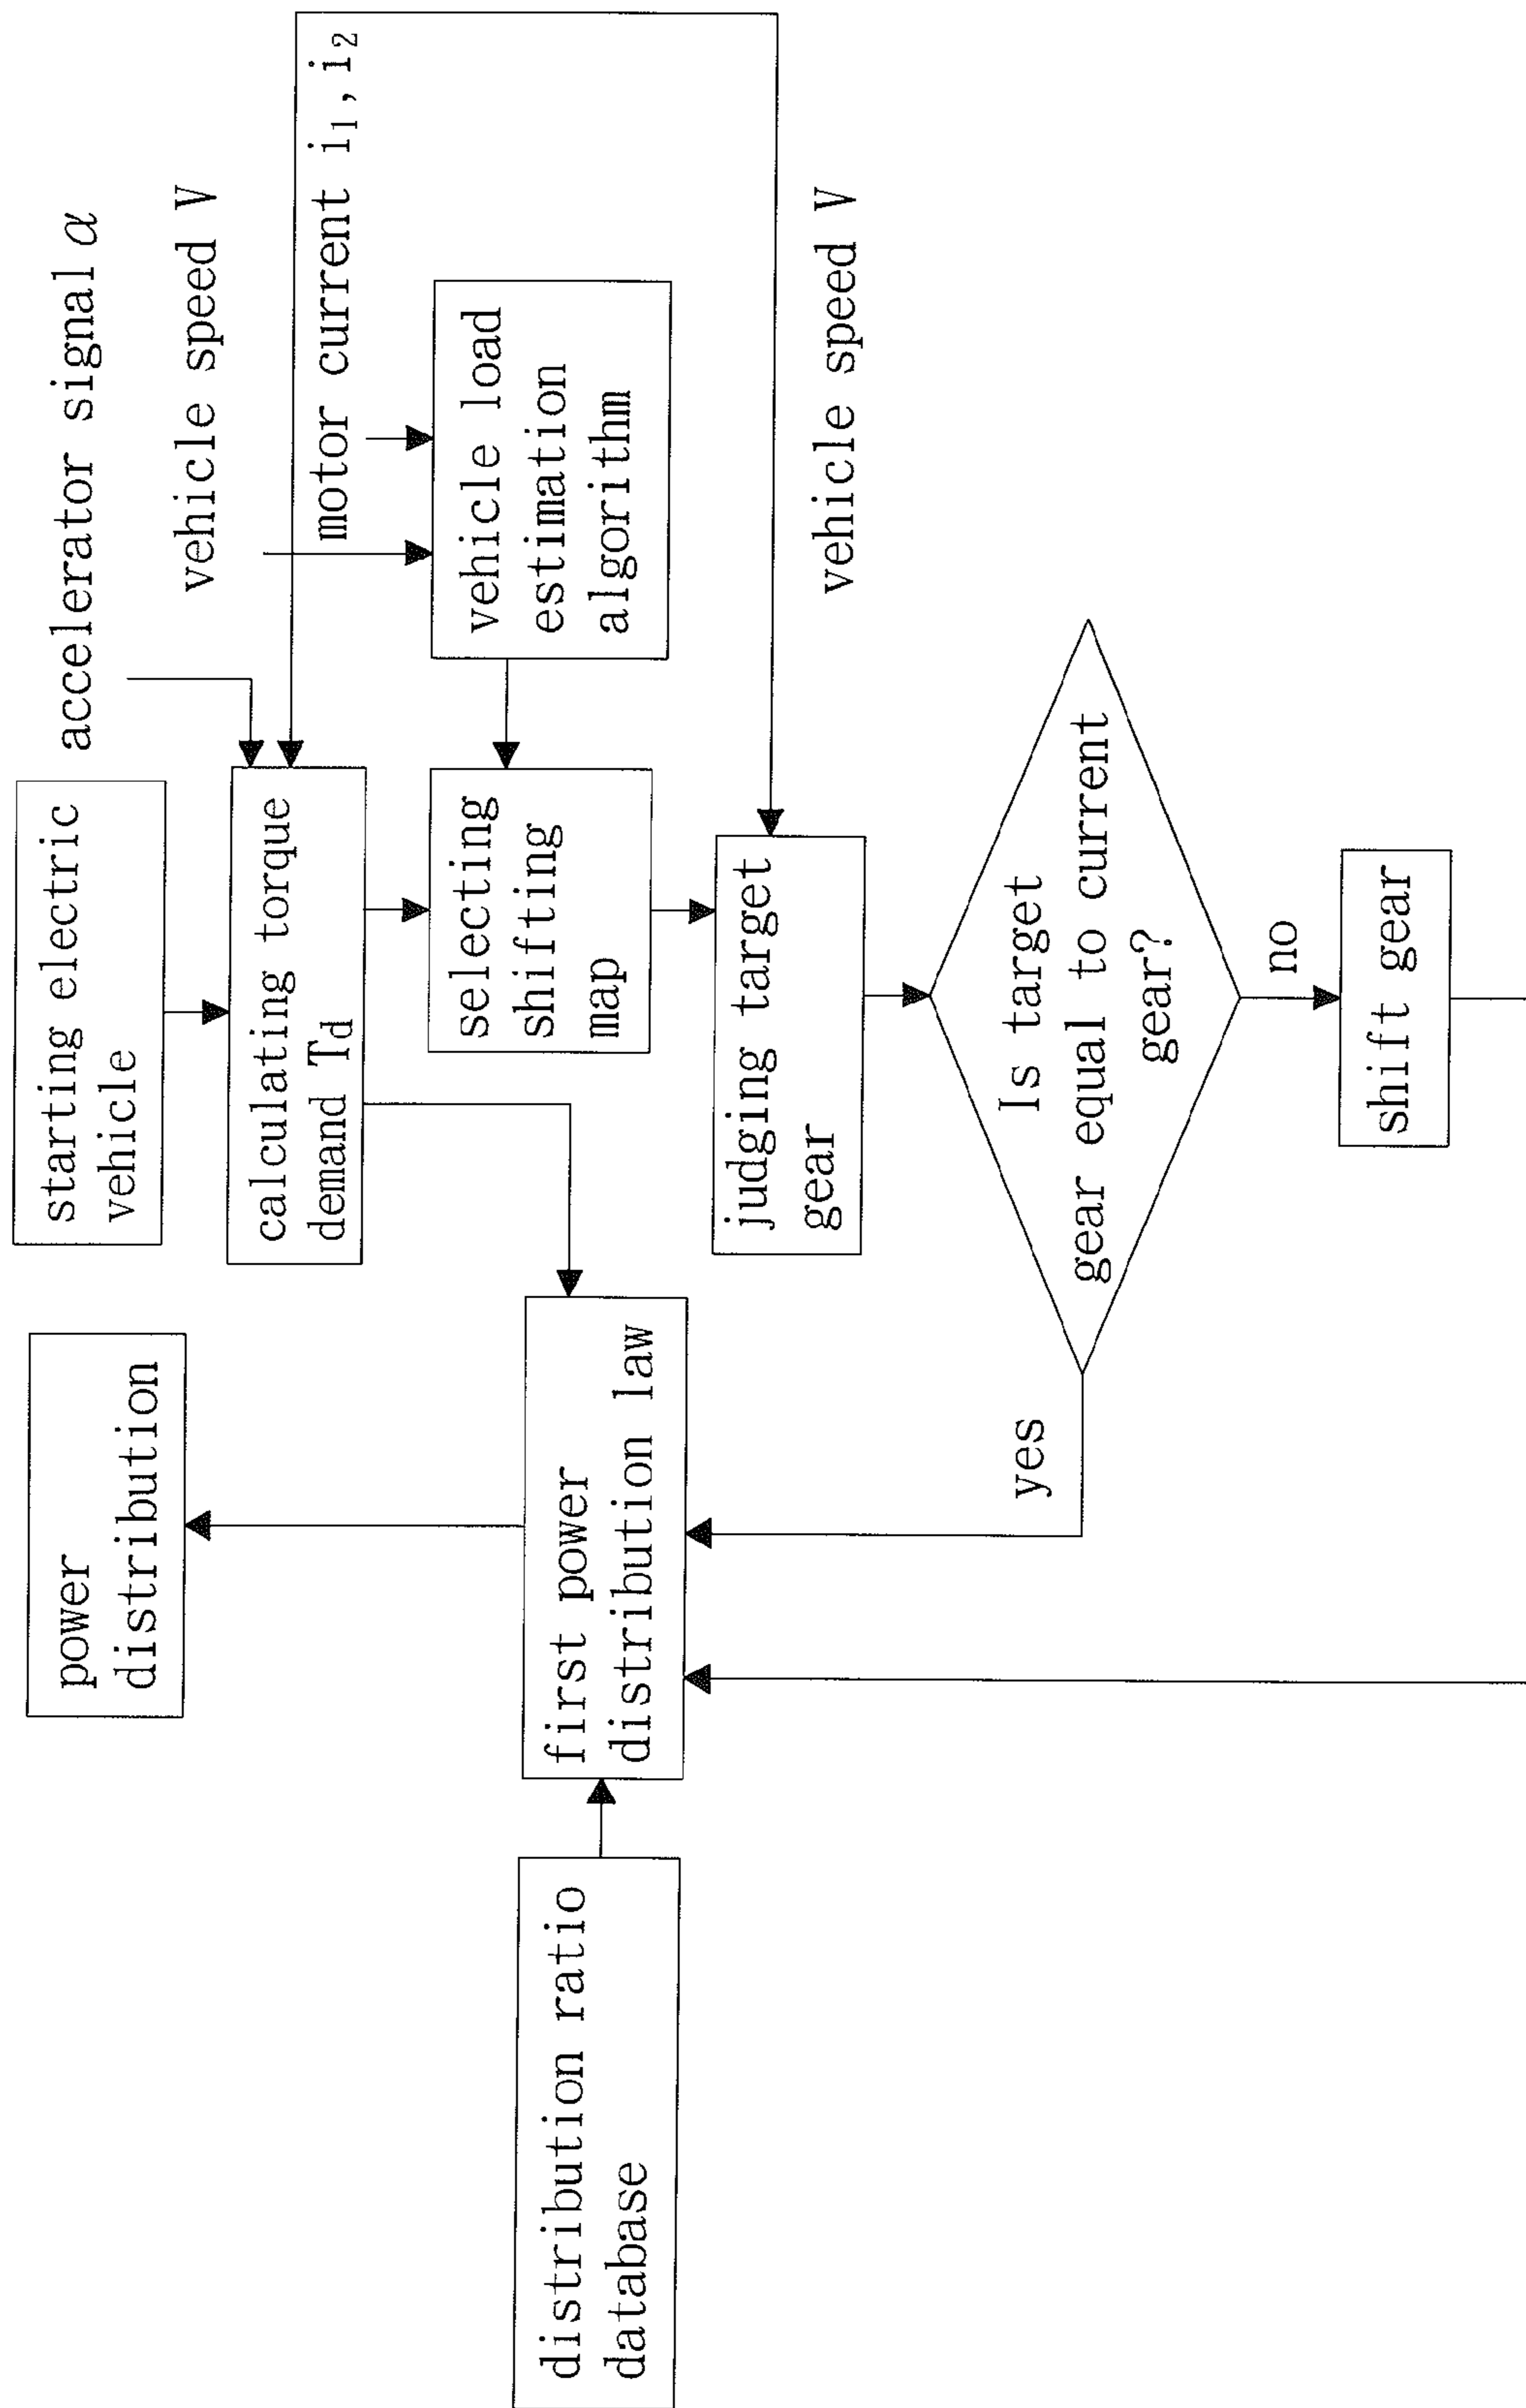 starting electric
vehicle
accelerator signal α
vehicle speed V
calculating torque
demand Td
motor current i₁, i₂
vehicle load
estimation
algorithm
selecting
shifting
map
judging target
gear
vehicle speed V
Is target
gear equal to current
gear?
yes
no
shift gear
power
distribution
first power
distribution law
distribution ratio
database